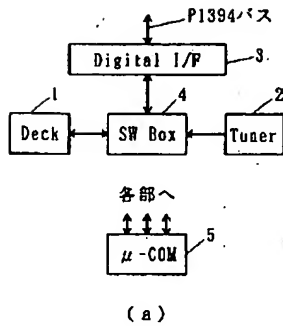 P1394バス
Digital I/F
3
1
4
2
Deck
SW Box
Tuner
各部へ
μ-COM
5
(a)